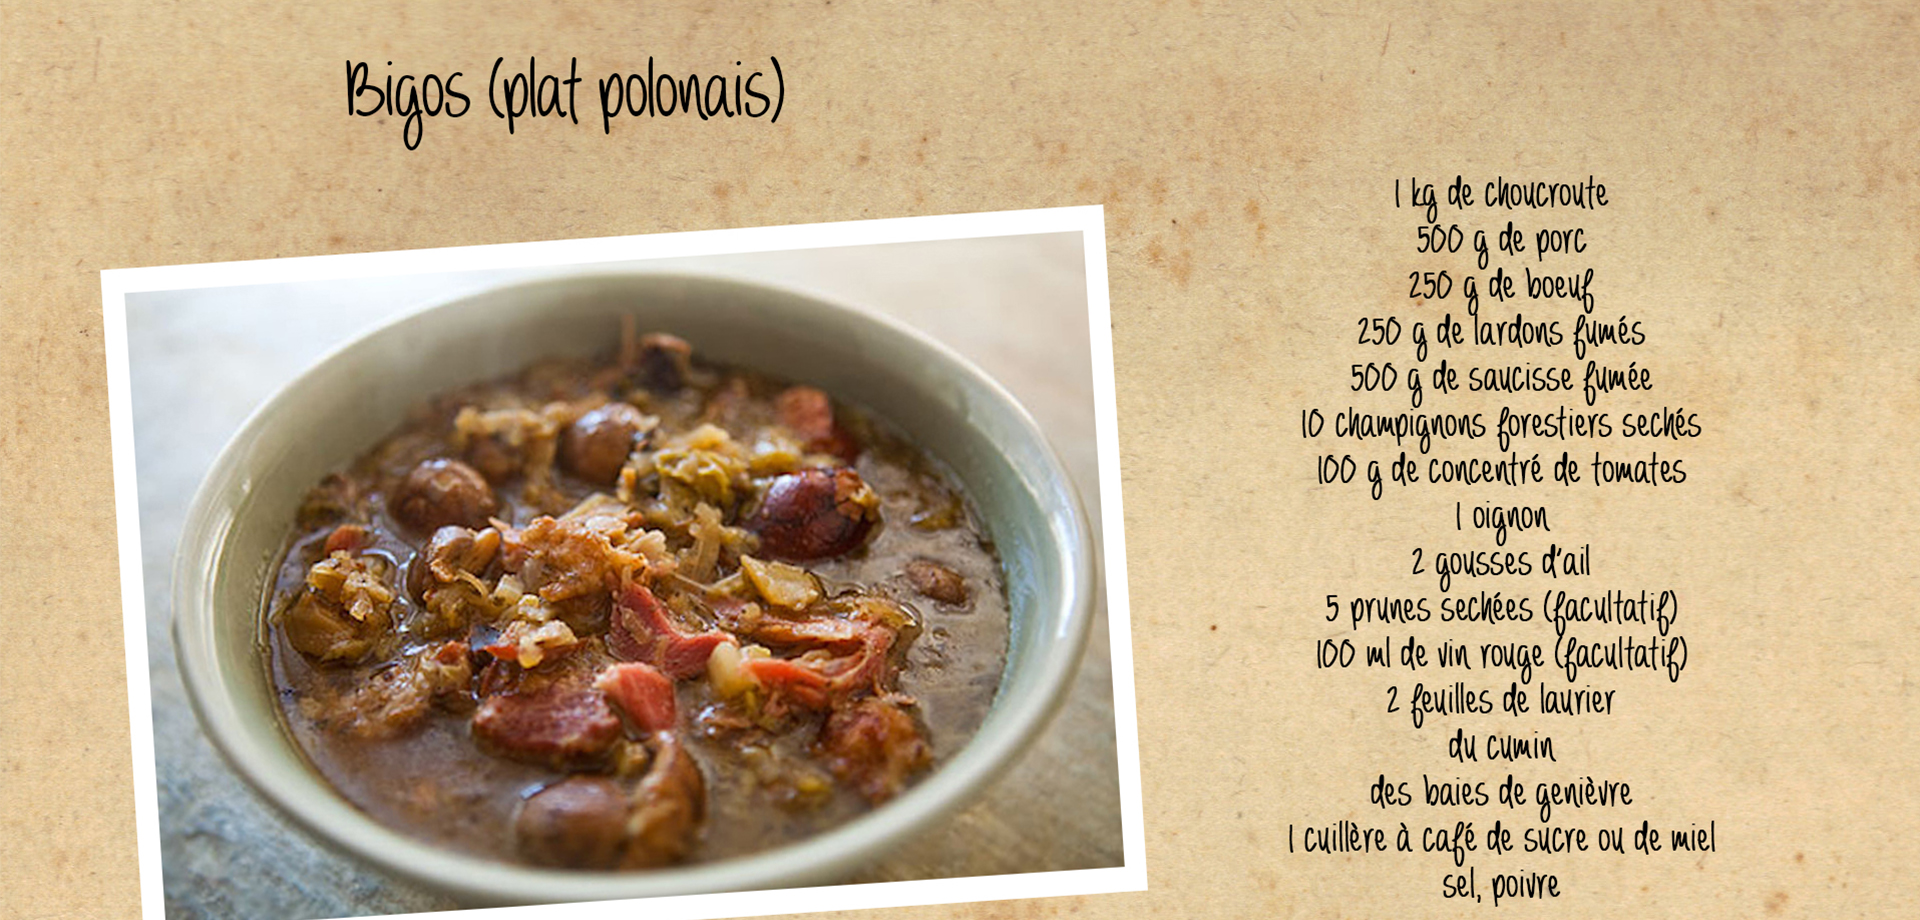 Bigos (plat polonais)
1 kg de choucroute
500 g de porc
250 g de boeuf
250 g de lardons fumés
500 g de saucisse fumée
10 champignons forestiers sechés
100 g de concentré de tomates
1 oignon
2 gousses d'ail
5 prunes sechées (facultatif)
100 ml de vin rouge (facultatif)
2 feuilles de laurier
du cumin
des baies de genièvre
1 cuillère à café de sucre ou de miel
sel, poivre